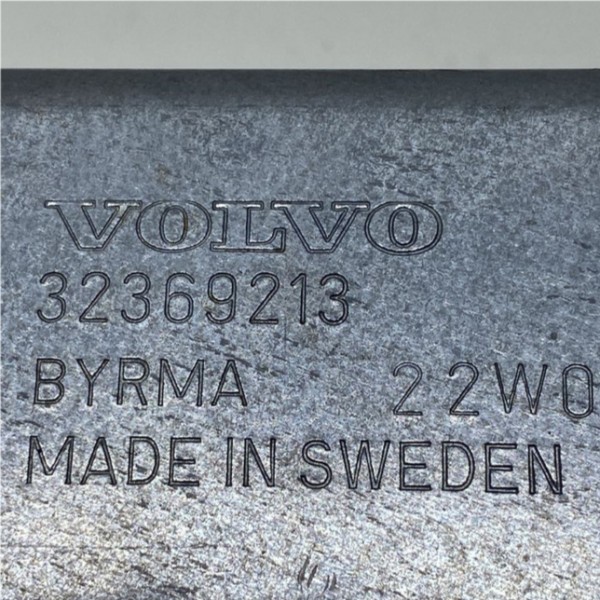 VOLVO
32369213
BYRMA 22W0
MADE IN SWEDEN